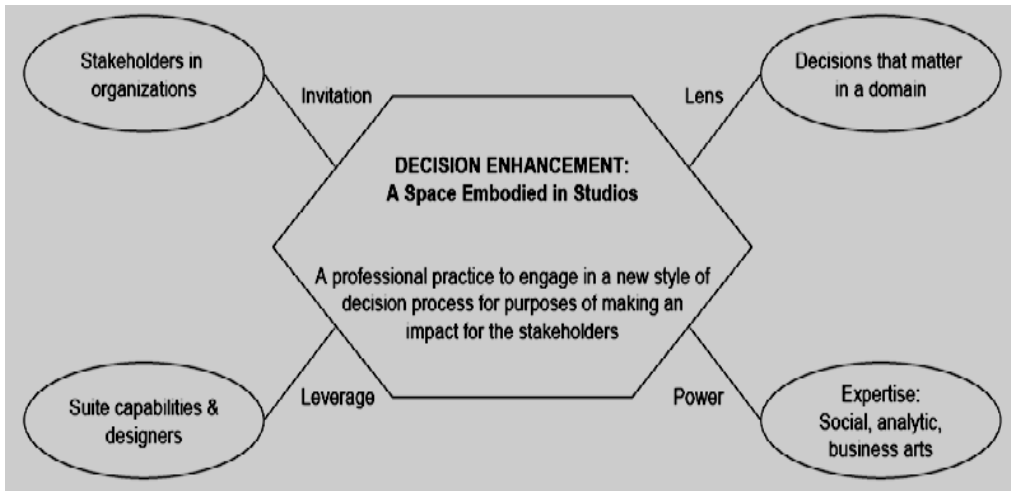 Stakeholders in
organizations
Invitation
Lens
Decisions that matter
in a domain
DECISION ENHANCEMENT:
A Space Embodied in Studios
A professional practice to engage in a new style of
decision process for purposes of making an
impact for the stakeholders
Suite capabilities &
designers
Leverage
Power
Expertise:
Social, analytic,
business arts